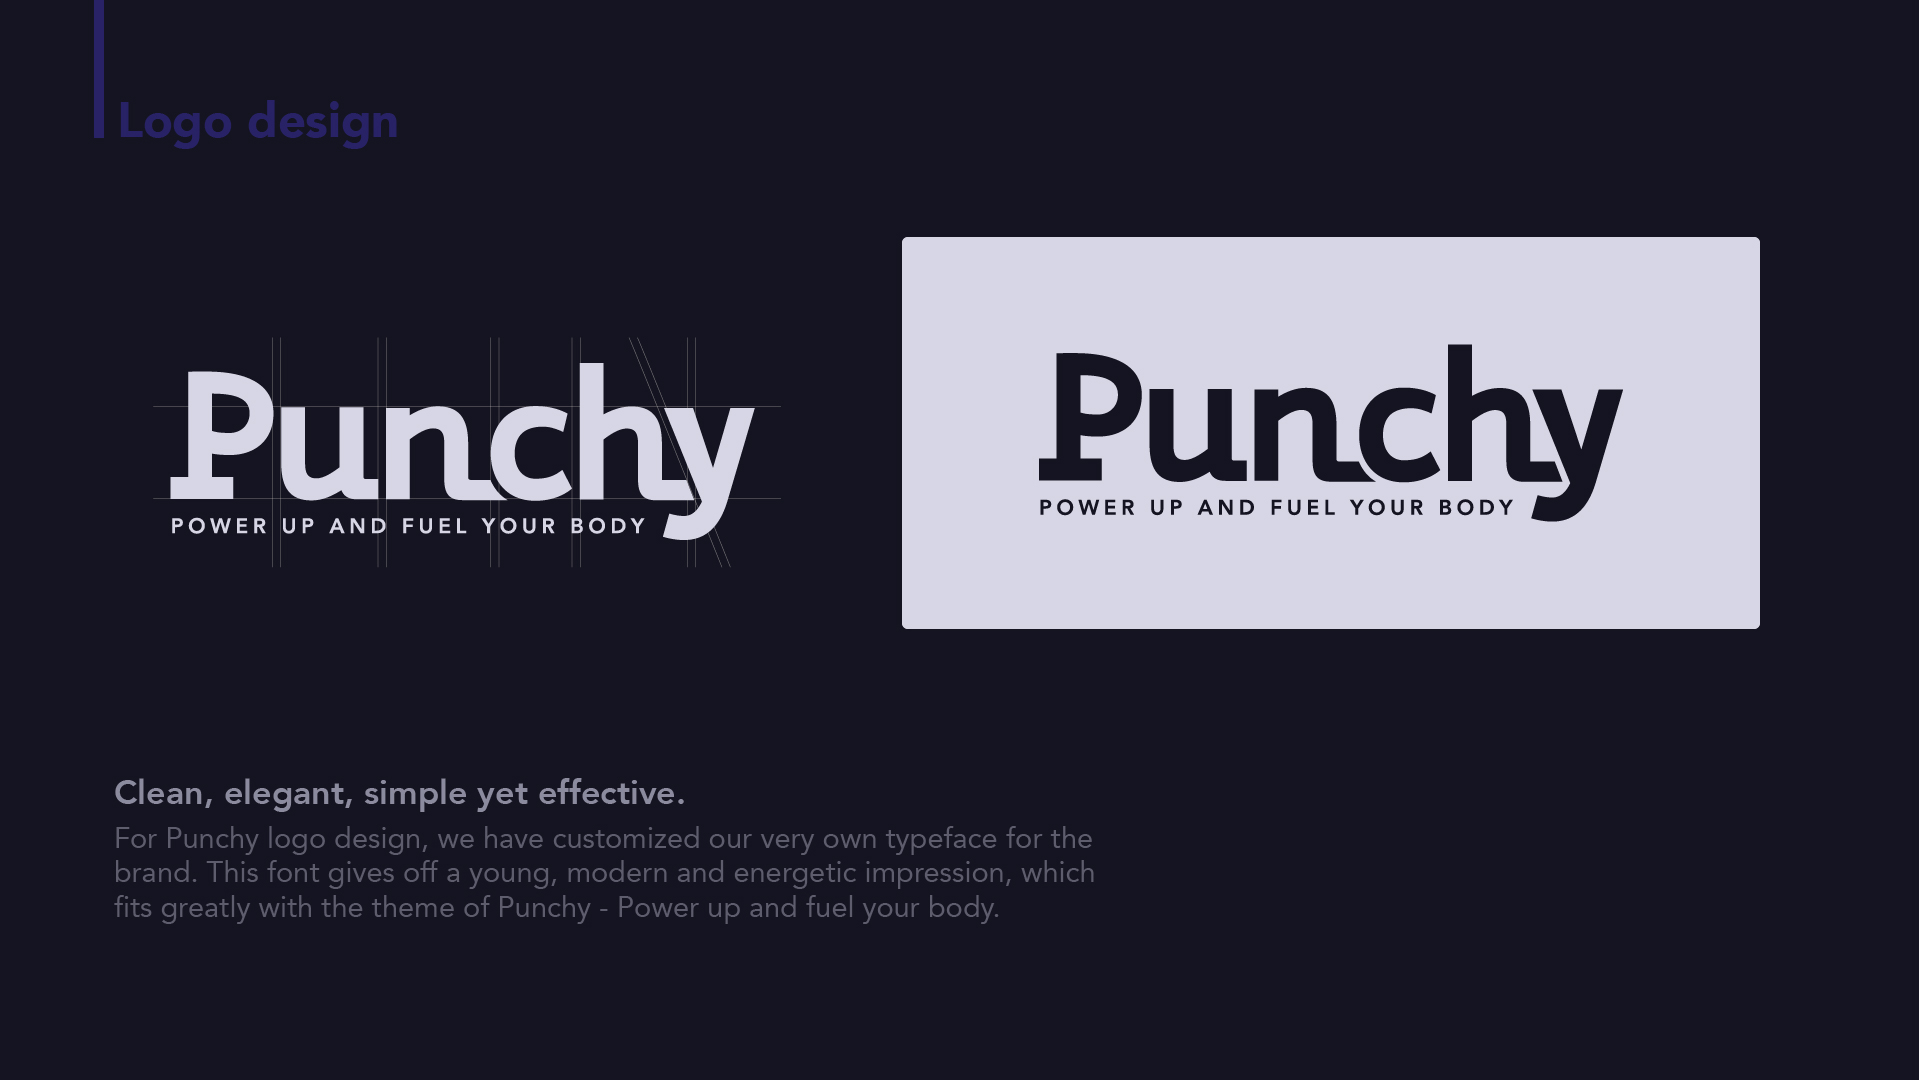 Logo design
Punchy
POWER UP AND FUEL YOUR BODY
Punchy
POWER UP AND FUEL YOUR BODY
Clean, elegant, simple yet effective.
For Punchy logo design, we have customized our very own typeface for the
brand. This font gives off a young, modern and energetic impression, which
fits greatly with the theme of Punchy - Power up and fuel your body.